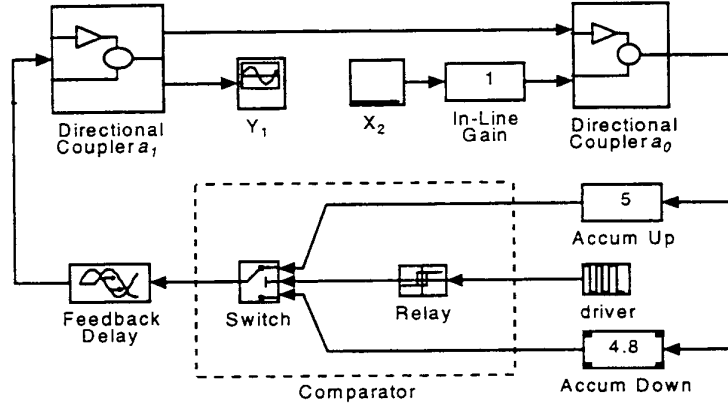 1
Directional
Coupler a₁
Y₁
X₂
In-Line
Gain
Directional
Coupler a₀
5
Accum Up
Feedback
Delay
Switch
Relay
driver
4.8
Accum Down
Comparator